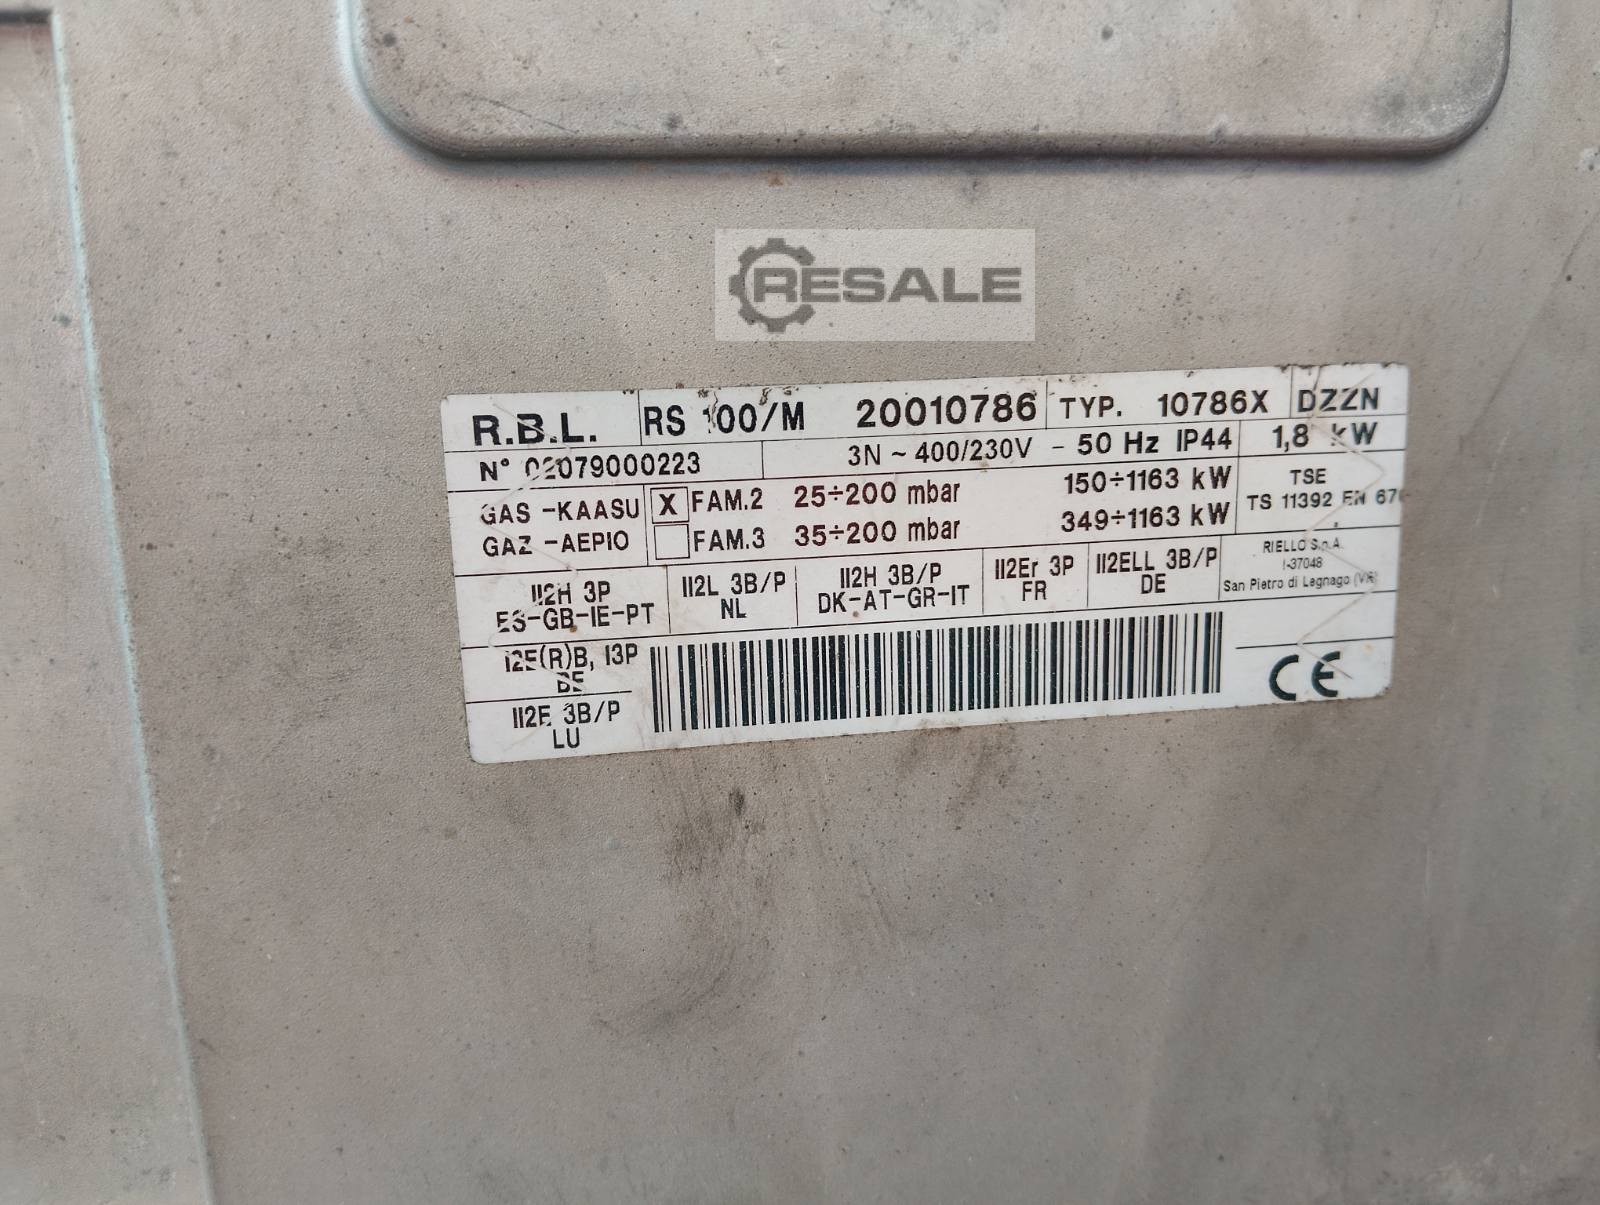 RESALE
R.B.L. RS 100/M 20010786 TYP. 10786X DZZN
N° 02079000223 3N ~ 400/230V - 50 Hz IP44 1,8 kW
GAS -KAASU X FAM.2 25÷200 mbar 150÷1163 kW
GAZ -AEPIO FAM.3 35÷200 mbar 349÷1163 kW
TSE
TS 11392 EN 676
II2H 3P
ES-GB-IE-PT
II2L 3B/P
NL
II2H 3B/P
DK-AT-GR-IT
II2Er 3P
FR
II2ELL 3B/P
DE
RIELLO S.p.A.
I-37048
San Pietro di Legnago (VR)
I2E(R)B, I3P
BE
II2E 3B/P
LU
CE